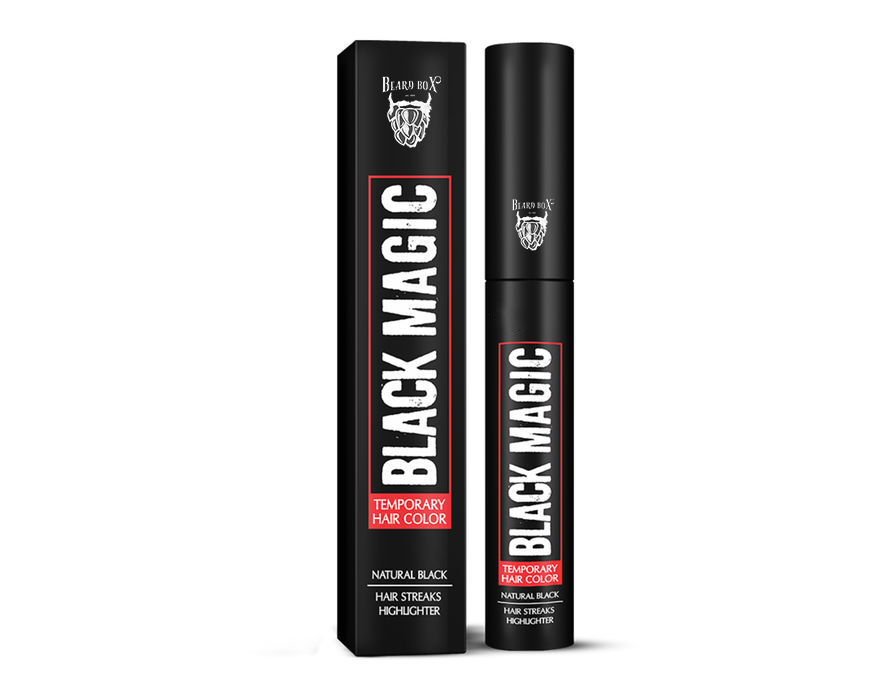 BEARD BOX
BLACK MAGIC
TEMPORARY
HAIR COLOR
NATURAL BLACK
HAIR STREAKS
HIGHLIGHTER
BEARD BOX
BLACK MAGIC
TEMPORARY
HAIR COLOR
NATURAL BLACK
HAIR STREAKS
HIGHLIGHTER